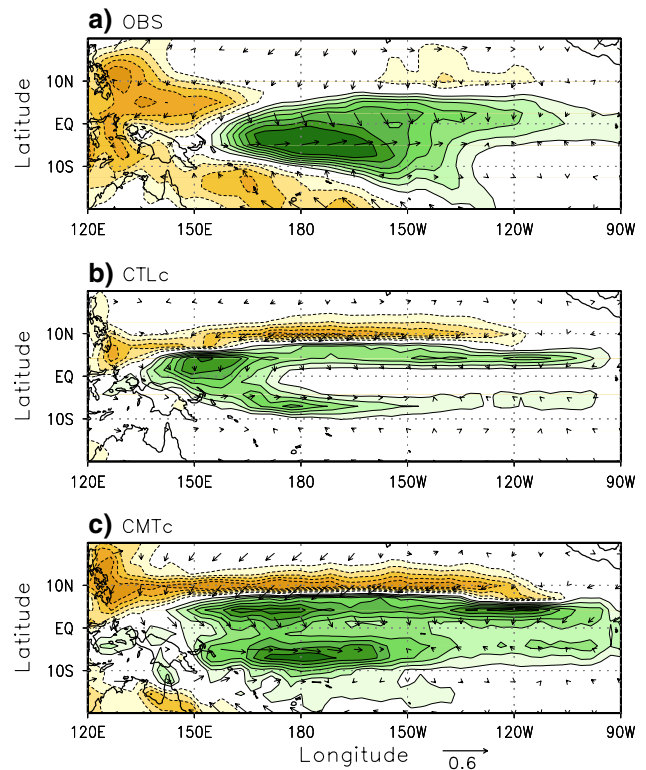 a) OBS
Latitude
10N
EQ
10S
120E 150E 180 150W 120W 90W
b) CTLc
Latitude
10N
EQ
10S
120E 150E 180 150W 120W 90W
c) CMTc
Latitude
10N
EQ
10S
120E 150E 180 150W 120W 90W
Longitude
0.6